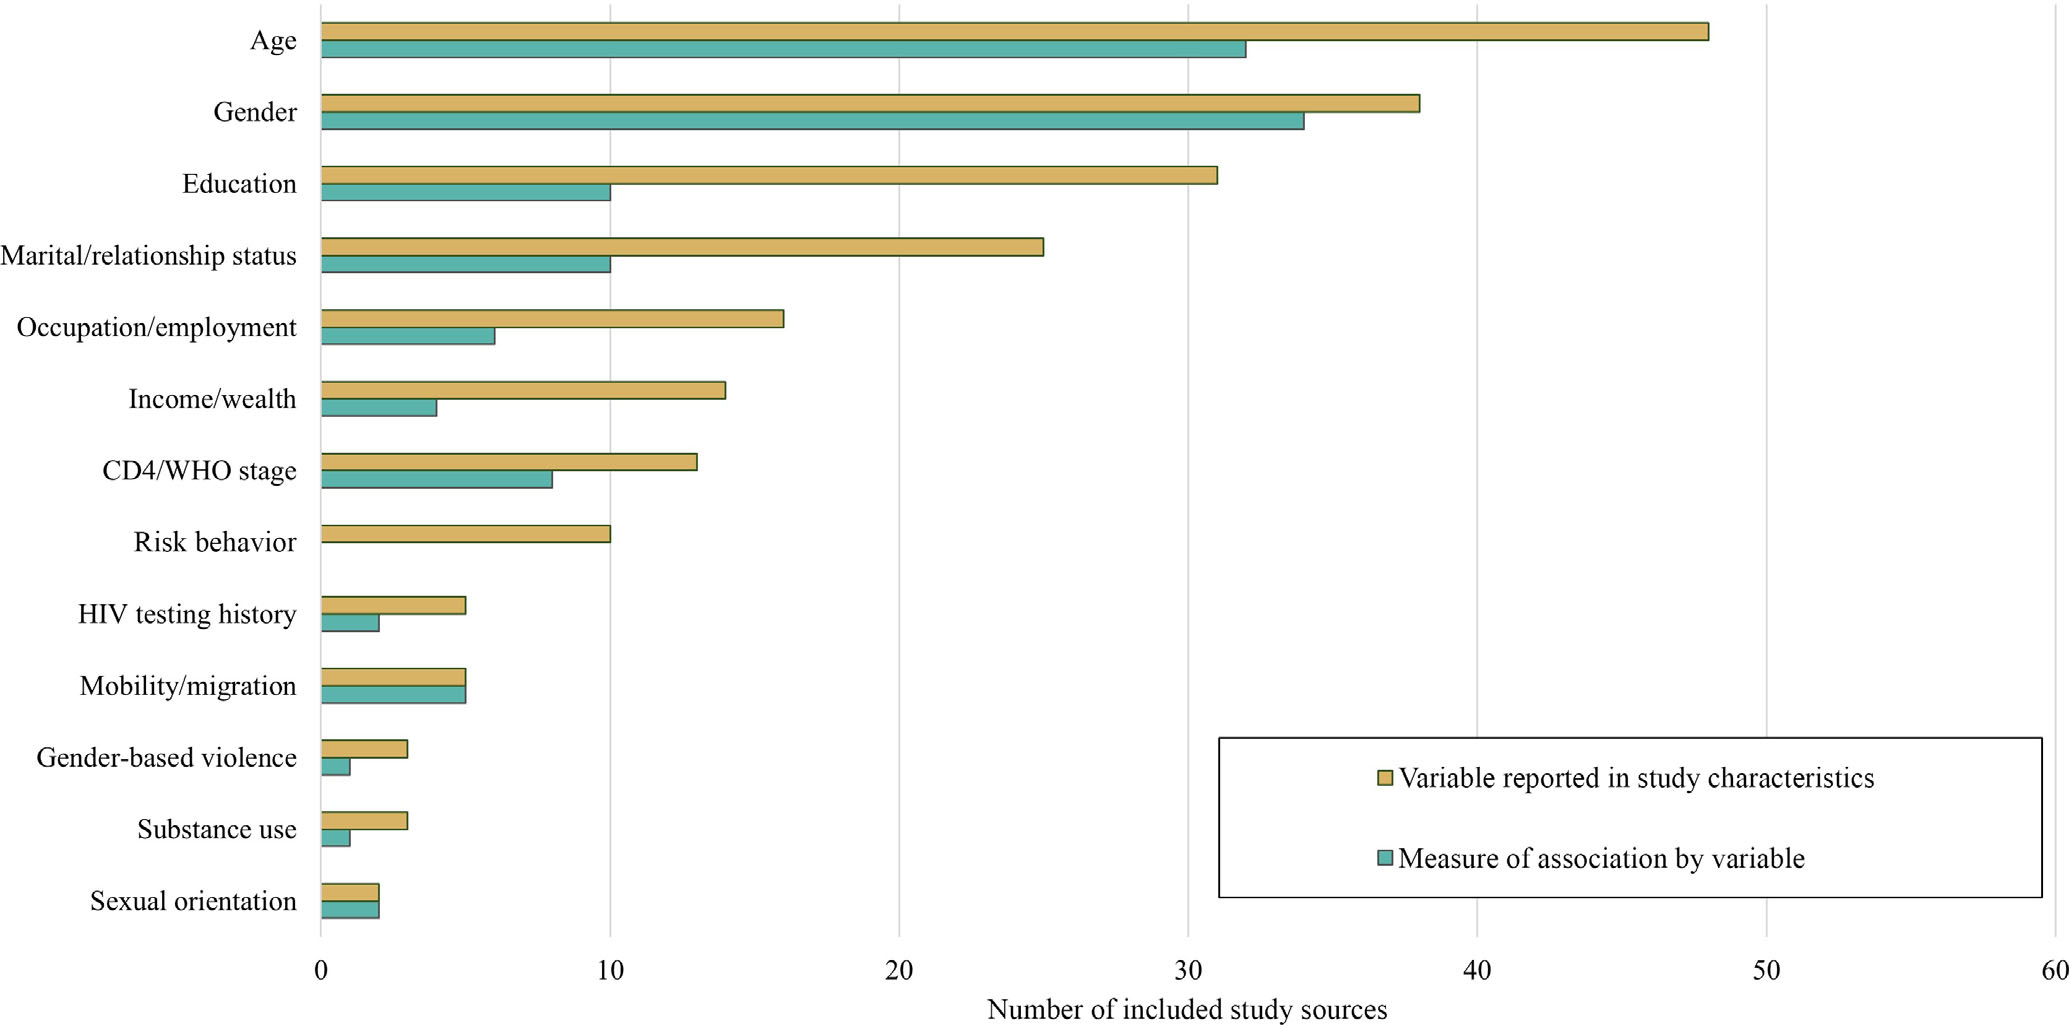 Age
Gender
Education
Marital/relationship status
Occupation/employment
Income/wealth
CD4/WHO stage
Risk behavior
HIV testing history
Mobility/migration
Gender-based violence
Substance use
Sexual orientation
Variable reported in study characteristics
Measure of association by variable
0 10 20 30 40 50 60
Number of included study sources